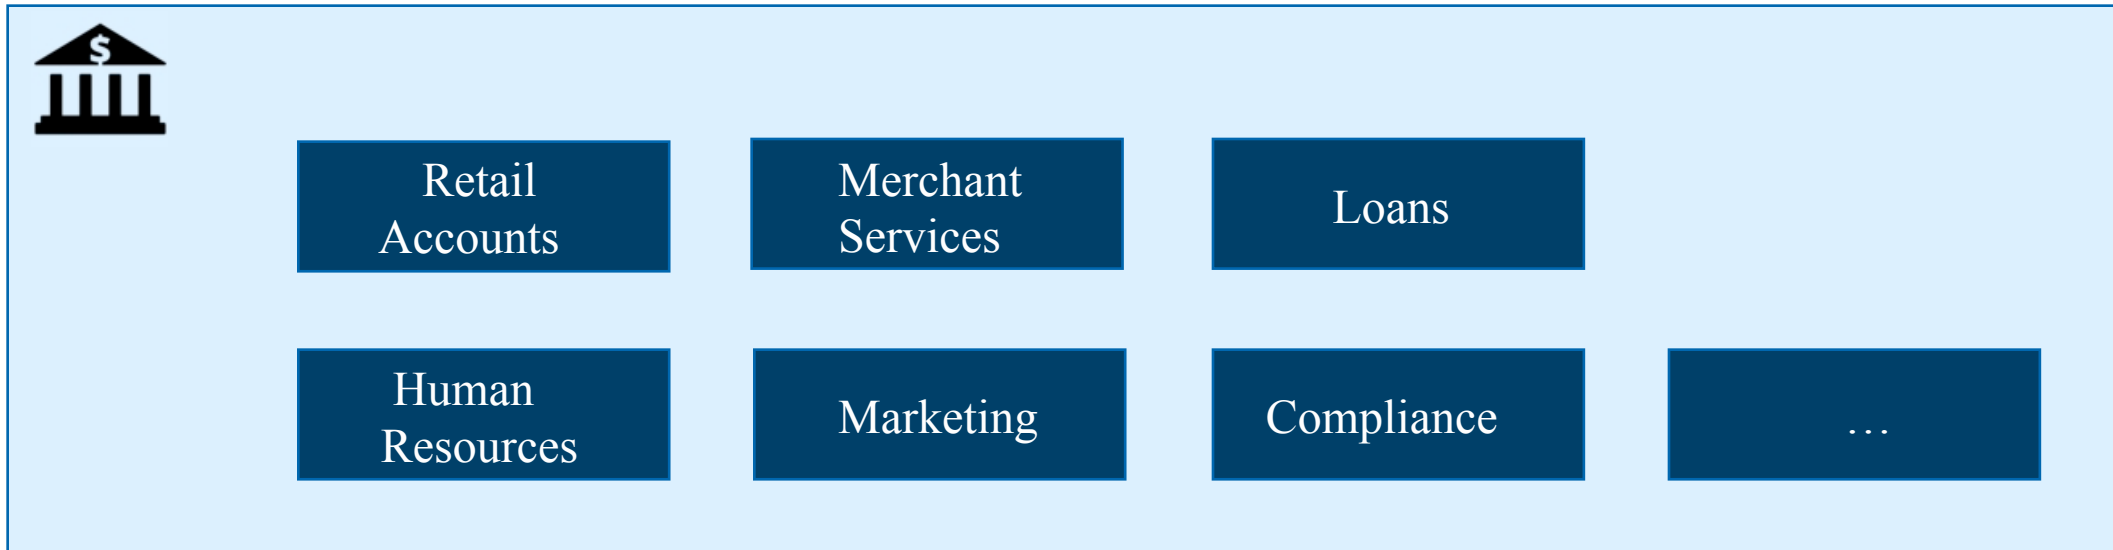 $
Retail
Accounts
Merchant
Services
Loans
Human
Resources
Marketing
Compliance
…